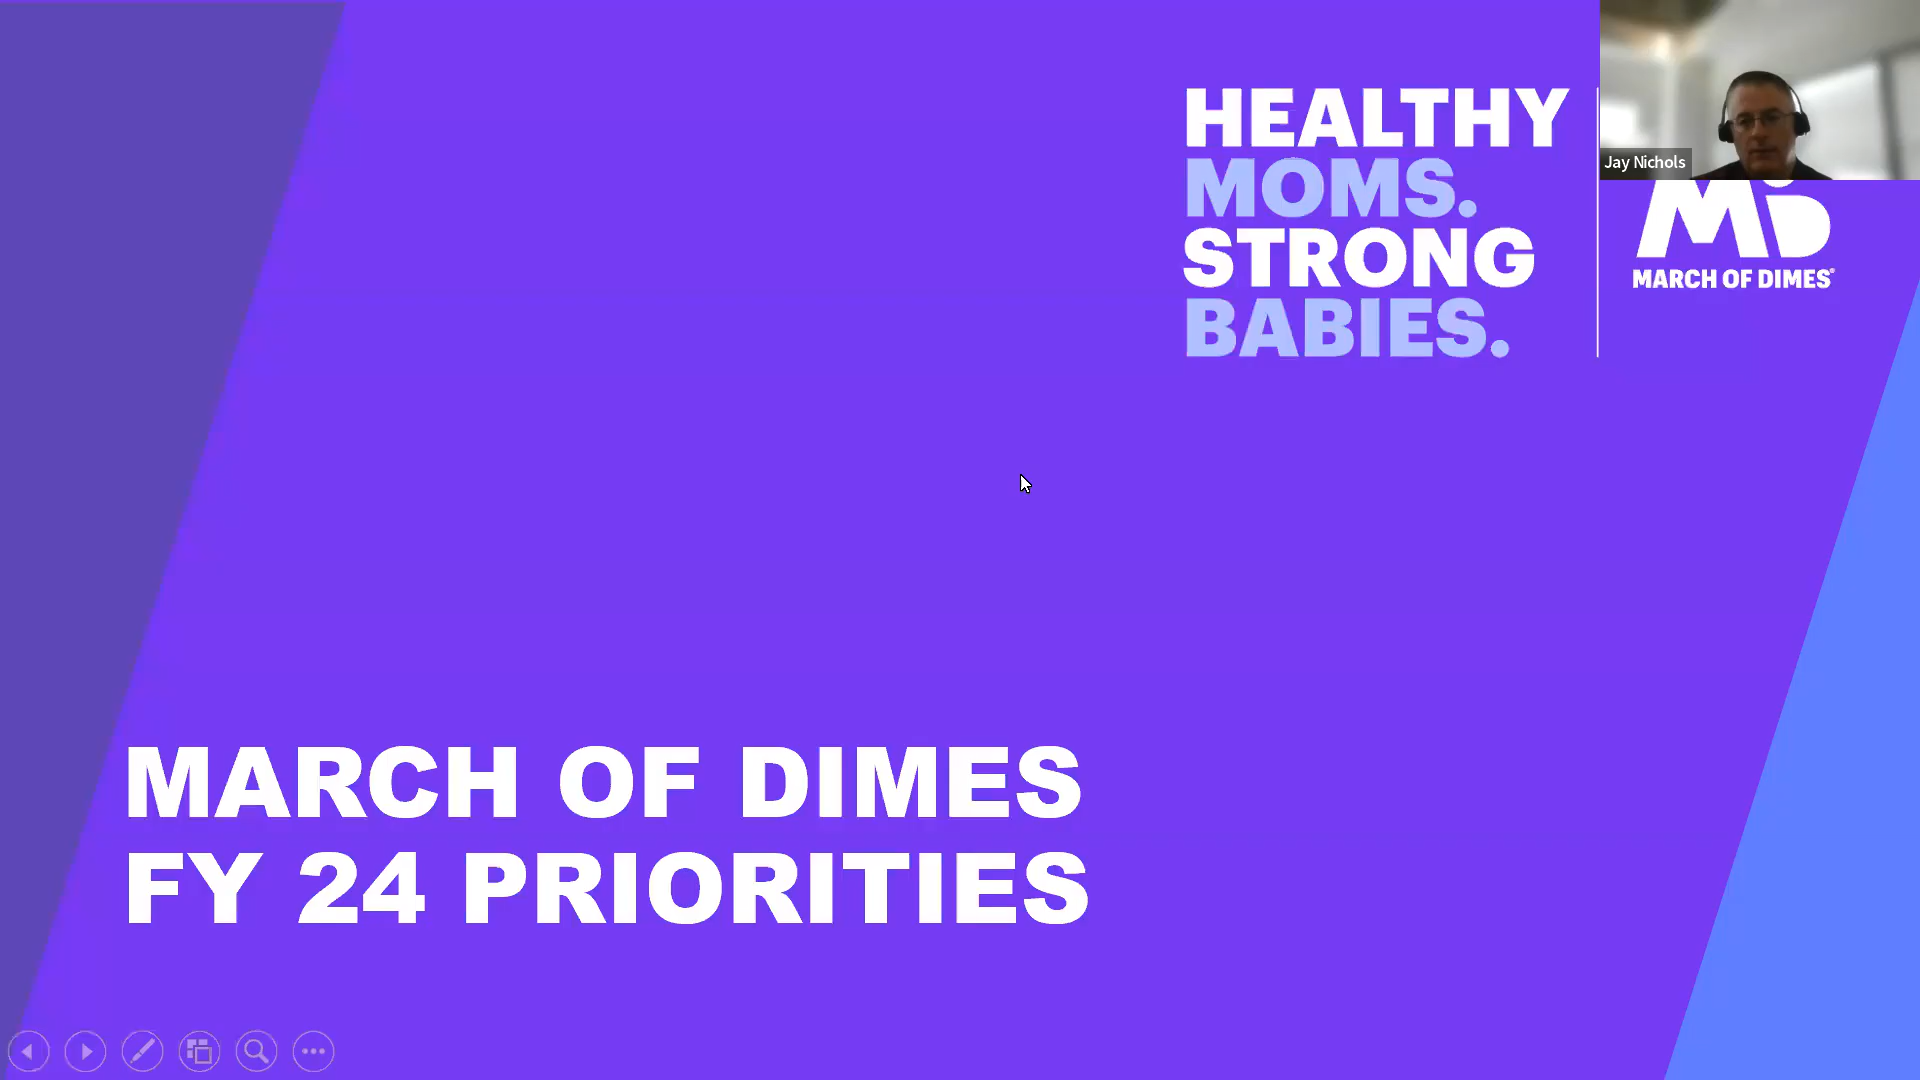 HEALTHY
MOMS.
STRONG
BABIES.
Jay Nichols
MARCH OF DIMES®
MARCH OF DIMES
FY 24 PRIORITIES